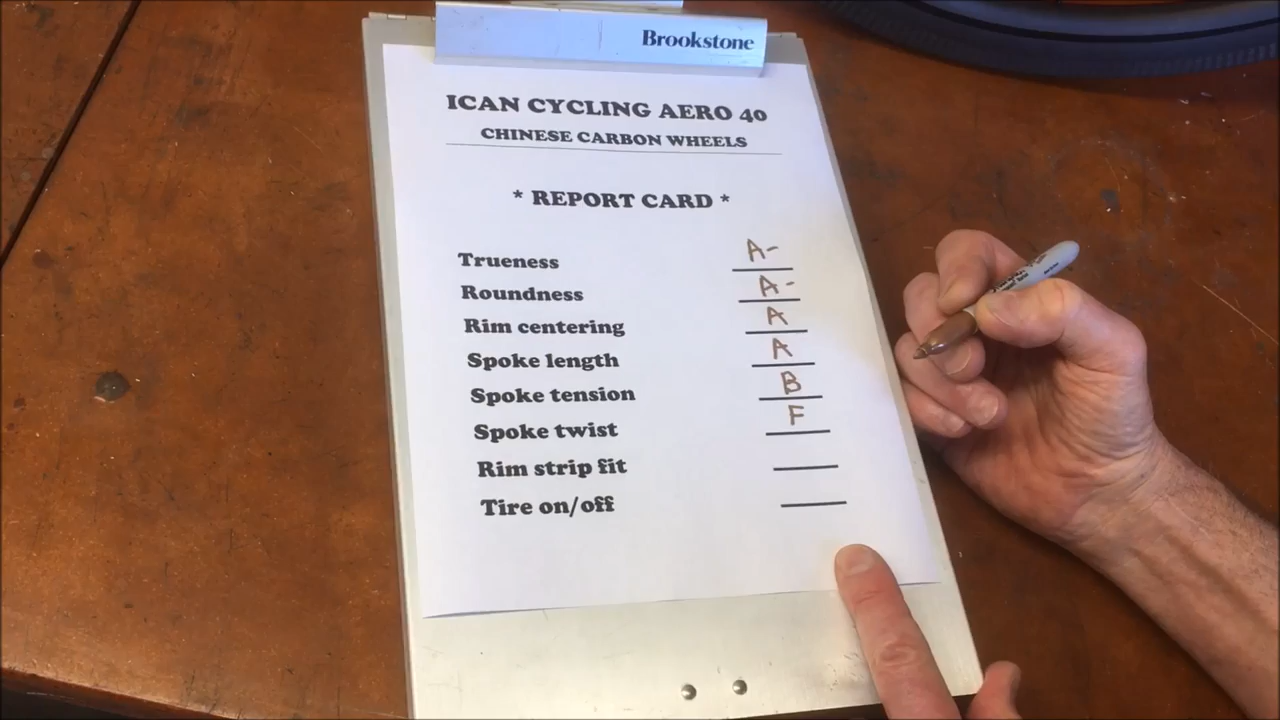 Brookstone
ICAN CYCLING AERO 40
CHINESE CARBON WHEELS
* REPORT CARD *
Trueness A-
Roundness A-
Rim centering A
Spoke length A
Spoke tension B
Spoke twist F
Rim strip fit
Tire on/off